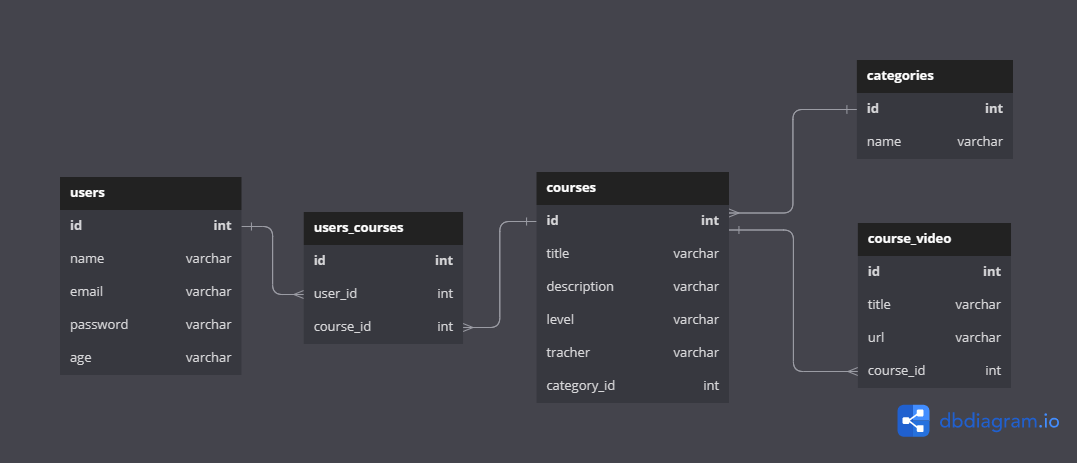 users
id int
name varchar
email varchar
password varchar
age varchar
users_courses
id int
user_id int
course_id int
courses
id int
title varchar
description varchar
level varchar
tracher varchar
category_id int
categories
id int
name varchar
course_video
id int
title varchar
url varchar
course_id int
dbdiagram.io